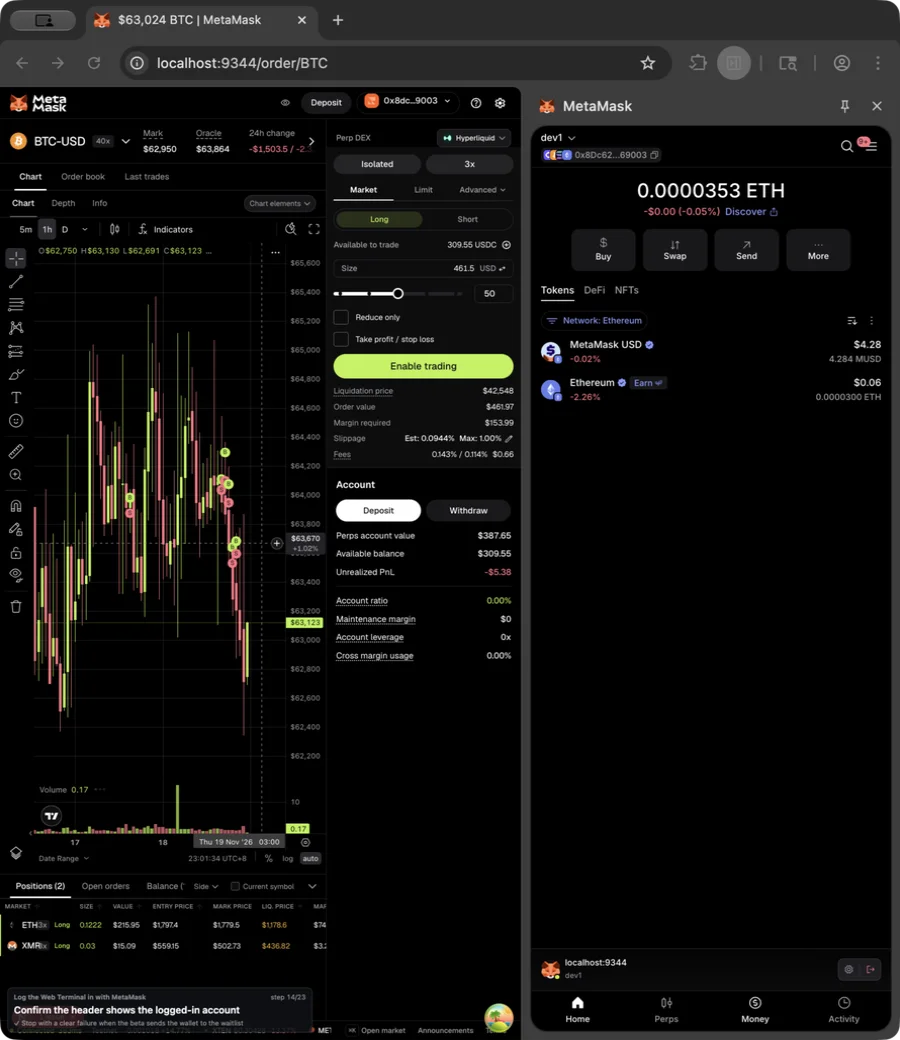 $63,024 BTC | MetaMask
localhost:9344/order/BTC
Meta Mask
Deposit
0x8dc...9003
BTC-USD
40x
Mark
$62,950
Oracle
$63,864
24h change
-$1,503.5 / -2.
Chart
Order book
Last trades
Chart
Depth
Info
Chart elements
5m
1h
D
Indicators
O$62,750 H$63,130 L$62,691 C$63,123 ...
$65,600
$65,400
$65,200
$65,000
$64,800
$64,600
$64,400
$64,200
$64,000
$63,800
$63,670
+1.02%
$63,400
$63,200
$63,123
$63,000
$62,800
$62,600
$62,400
$62,200
Volume 0.17
10
0.17
17
18
Thu 19 Nov '26 03:00
Date Range
23:01:34 UTC+8
%
log
auto
Perp DEX
Hyperliquid
Isolated
3x
Market
Limit
Advanced
Long
Short
Available to trade
309.55 USDC
Size
461.5 USD
50
Reduce only
Take profit / stop loss
Enable trading
Liquidation price
$42,548
Order value
$461.97
Margin required
$153.99
Slippage
Est: 0.0944% Max: 1.00%
Fees
0.143% / 0.114% $0.66
Account
Deposit
Withdraw
Perps account value
$387.65
Available balance
$309.55
Unrealized PnL
-$5.38
Account ratio
0.00%
Maintenance margin
$0
Account leverage
0x
Cross margin usage
0.00%
Positions (2)
Open orders
Balance (
Side
Current symbol
MARKET
SIZE
VALUE
ENTRY PRICE
MARK PRICE
LIQ. PRICE
MAR
ETH 3x Long 0.1222 $215.95 $1,797.4 $1,779.5 $1,178.6 $74
XMR Long 0.03 $15.09 $559.15 $502.73 $436.82 $3.2
Log the Web Terminal in with MetaMask
step 14/23
Confirm the header shows the logged-in account
✓ Stop with a clear failure when the beta sends the wallet to the waitlist
MET
Open market
Announcements
MetaMask
dev1
0x8Dc62...69003
9+
0.0000353 ETH
-$0.00 (-0.05%) Discover
Buy
Swap
Send
More
Tokens
DeFi
NFTs
Network: Ethereum
MetaMask USD
$4.28
-0.02%
4.284 MUSD
Ethereum
Earn
$0.06
-2.26%
0.0000300 ETH
localhost:9344
dev1
Home
Perps
Money
Activity